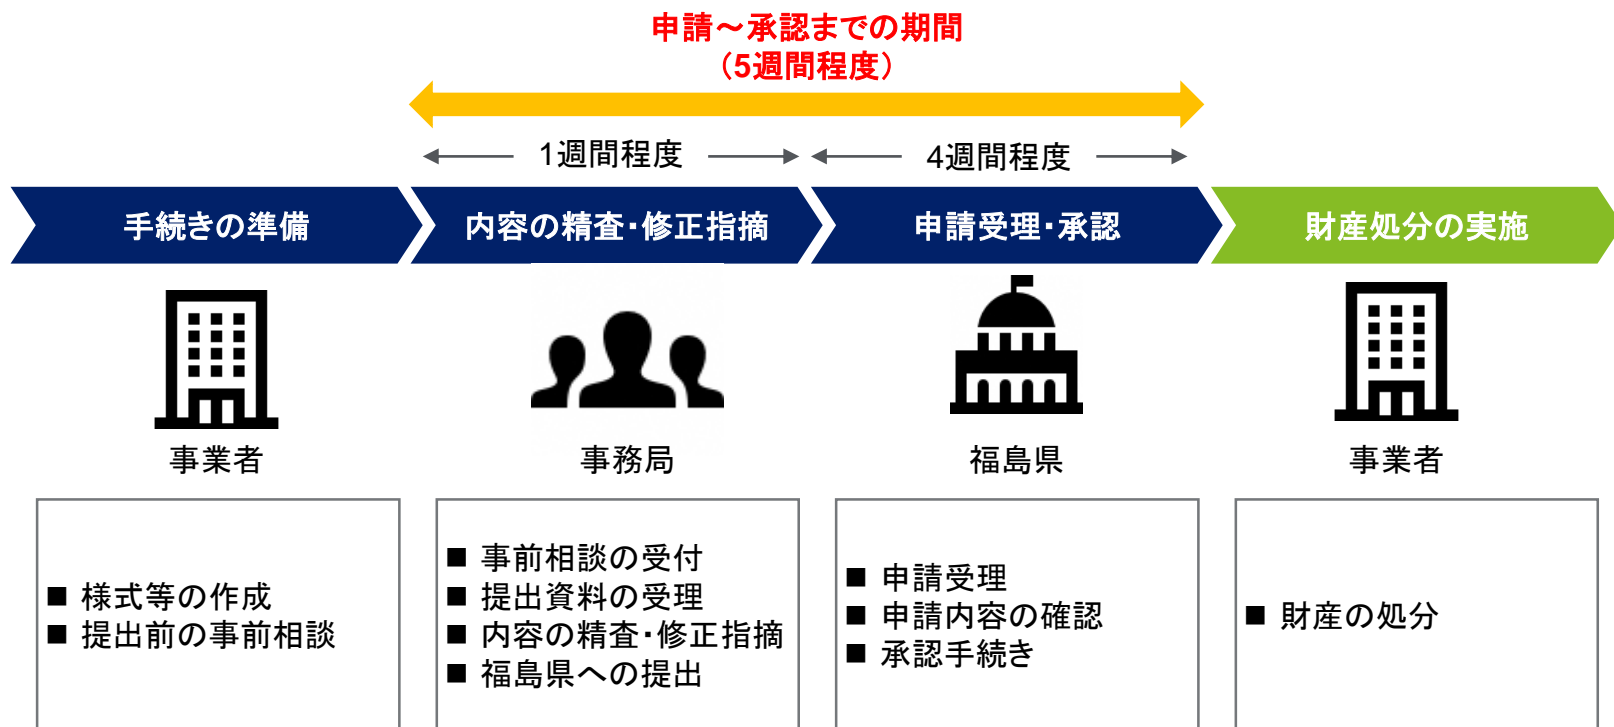 申請～承認までの期間
（5週間程度）
1週間程度
4週間程度
手続きの準備
内容の精査・修正指摘
申請受理・承認
財産処分の実施
事業者
事務局
福島県
事業者
■ 様式等の作成
■ 提出前の事前相談
■ 事前相談の受付
■ 提出資料の受理
■ 内容の精査・修正指摘
■ 福島県への提出
■ 申請受理
■ 申請内容の確認
■ 承認手続き
■ 財産の処分